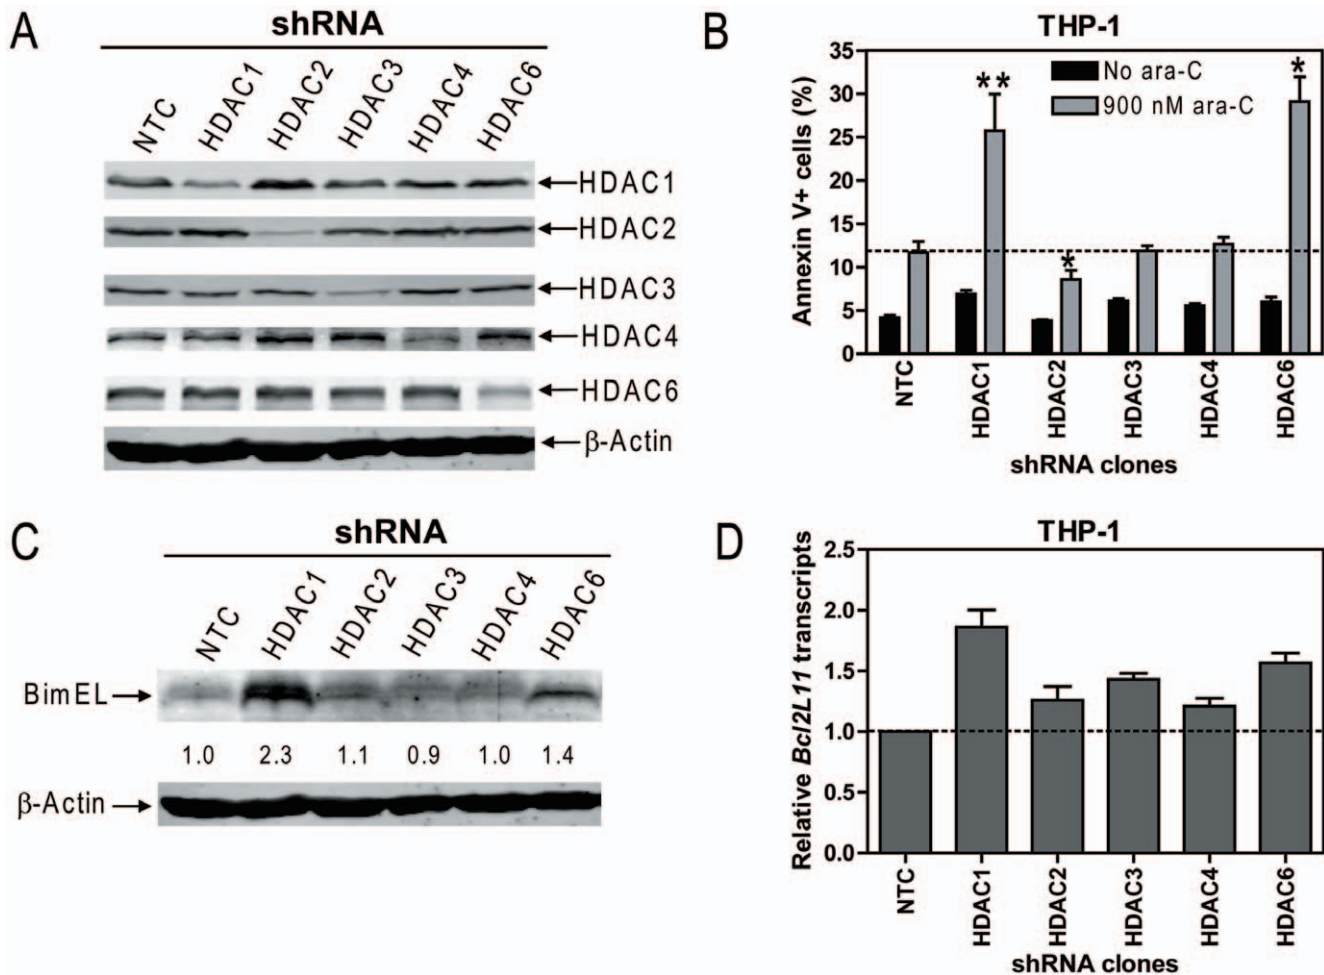 A
shRNA
NTC HDAC1 HDAC2 HDAC3 HDAC4 HDAC6
HDAC1
HDAC2
HDAC3
HDAC4
HDAC6
β-Actin
B
THP-1
Annexin V+ cells (%)
35
30
25
20
15
10
5
0
No ara-C
900 nM ara-C
**
*
*
NTC HDAC1 HDAC2 HDAC3 HDAC4 HDAC6
shRNA clones
C
shRNA
NTC HDAC1 HDAC2 HDAC3 HDAC4 HDAC6
BimEL
1.0 2.3 1.1 0.9 1.0 1.4
β-Actin
D
THP-1
Relative Bcl2L11 transcripts
2.5
2.0
1.5
1.0
0.5
0.0
NTC HDAC1 HDAC2 HDAC3 HDAC4 HDAC6
shRNA clones